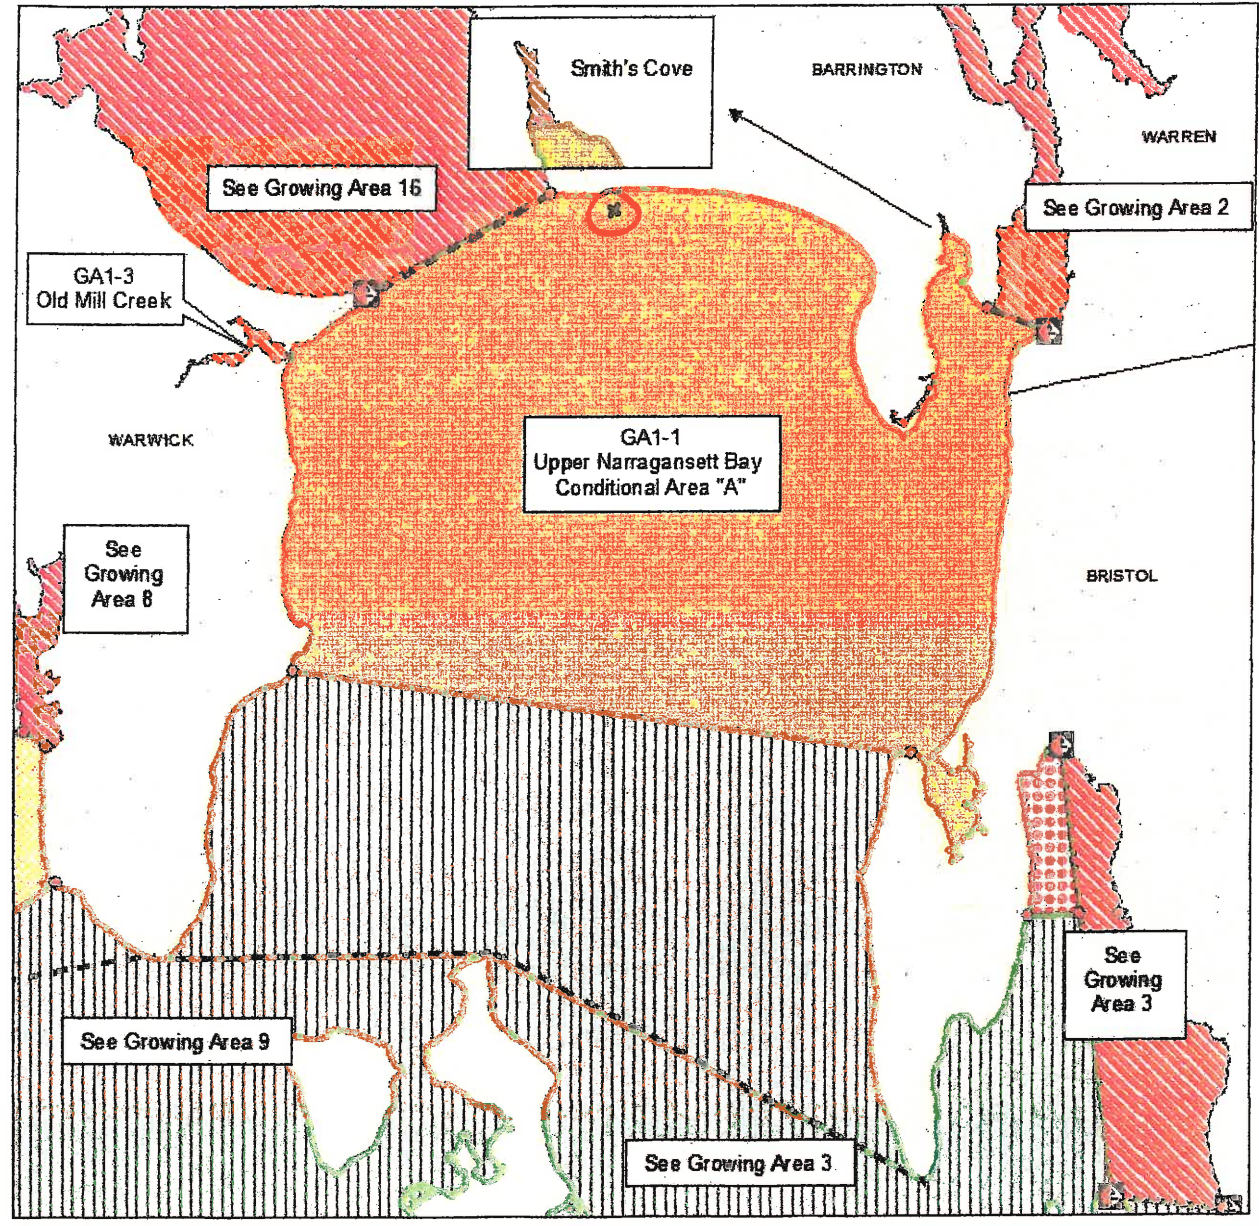 Smith's Cove
BARRINGTON
WARREN
See Growing Area 16
See Growing Area 2
GA1-3
Old Mill Creek
WARWICK
GA1-1
Upper Narragansett Bay
Conditional Area "A"
See
Growing
Area 8
BRISTOL
See
Growing
Area 3
See Growing Area 9
See Growing Area 3